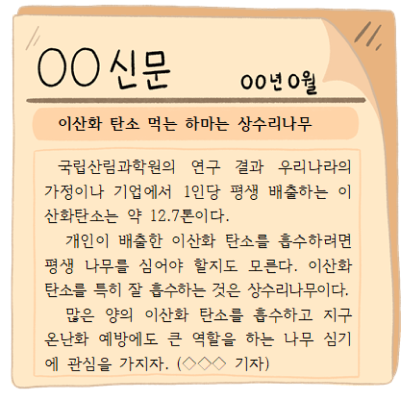 ○○신문
○○년 ○월
이산화 탄소 먹는 하마는 상수리나무
국립산림과학원의 연구 결과 우리나라의
가정이나 기업에서 1인당 평생 배출하는 이
산화탄소는 약 12.7톤이다.
개인이 배출한 이산화 탄소를 흡수하려면
평생 나무를 심어야 할지도 모른다. 이산화
탄소를 특히 잘 흡수하는 것은 상수리나무이다.
많은 양의 이산화 탄소를 흡수하고 지구
온난화 예방에도 큰 역할을 하는 나무 심기
에 관심을 가지자. (◇◇◇ 기자)